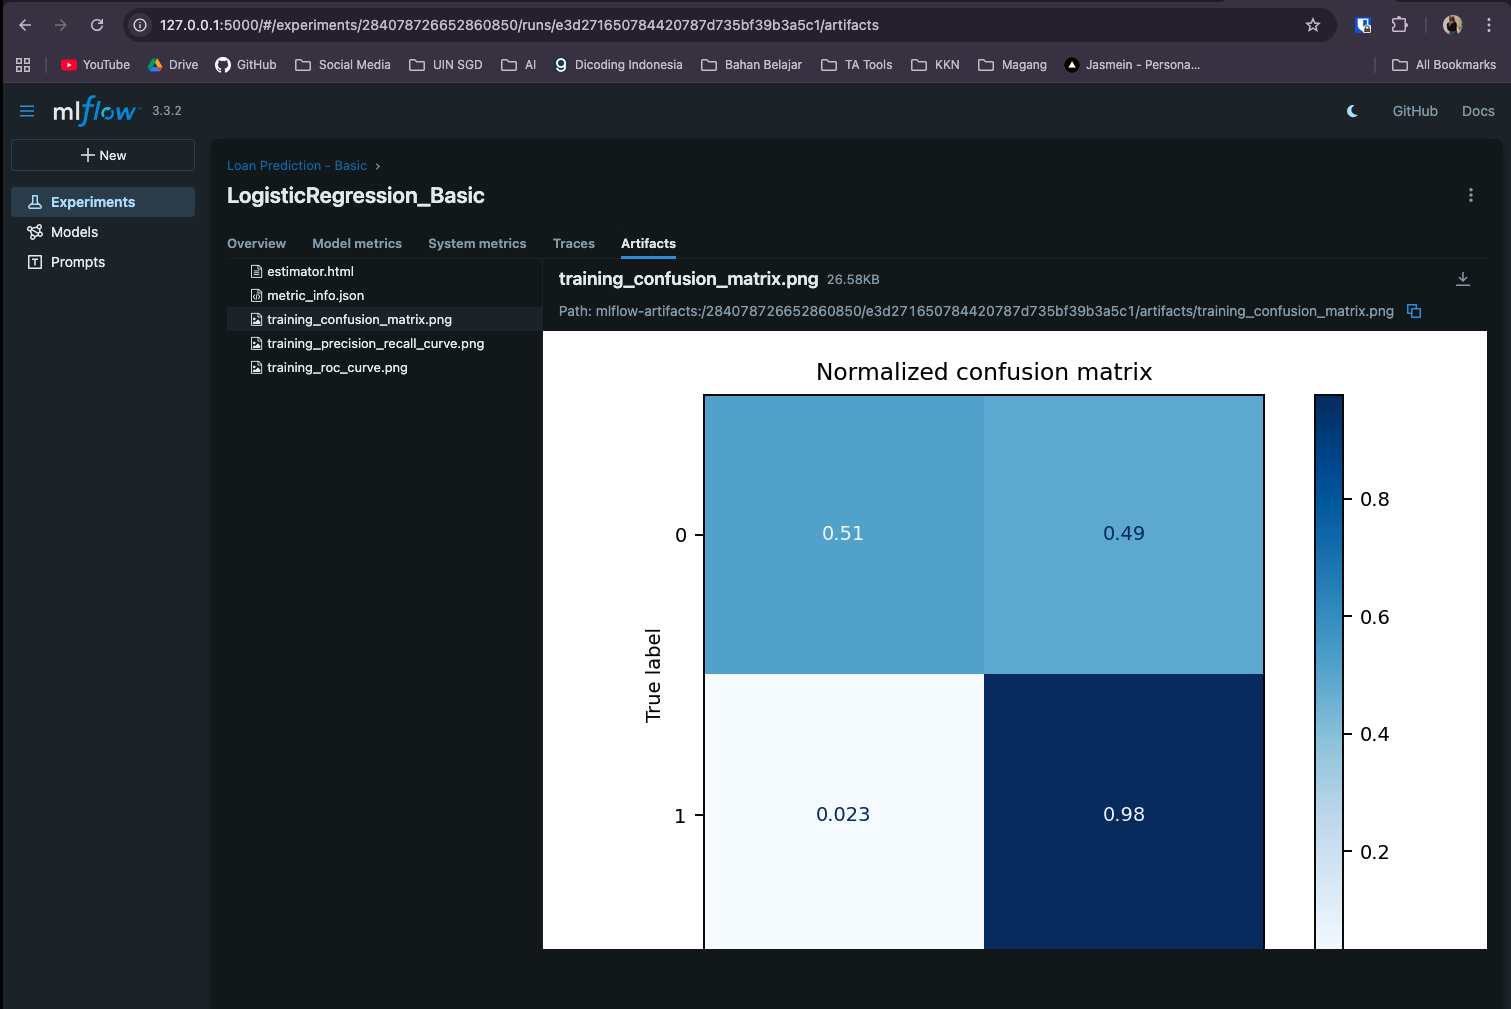 127.0.0.1:5000/#/experiments/284078726652860850/runs/e3d271650784420787d735bf39b3a5c1/artifacts
YouTube Drive GitHub Social Media UIN SGD AI Dicoding Indonesia Bahan Belajar TA Tools KKN Magang Jasmein - Persona... All Bookmarks
mlflow 3.3.2 GitHub Docs
New
Experiments
Models
Prompts
Loan Prediction - Basic
LogisticRegression_Basic
Overview Model metrics System metrics Traces Artifacts
estimator.html
metric_info.json
training_confusion_matrix.png
training_precision_recall_curve.png
training_roc_curve.png
training_confusion_matrix.png 26.58KB
Path: mlflow-artifacts:/284078726652860850/e3d271650784420787d735bf39b3a5c1/artifacts/training_confusion_matrix.png
Normalized confusion matrix
True label
0
0.51 0.49
1
0.023 0.98
0.8
0.6
0.4
0.2